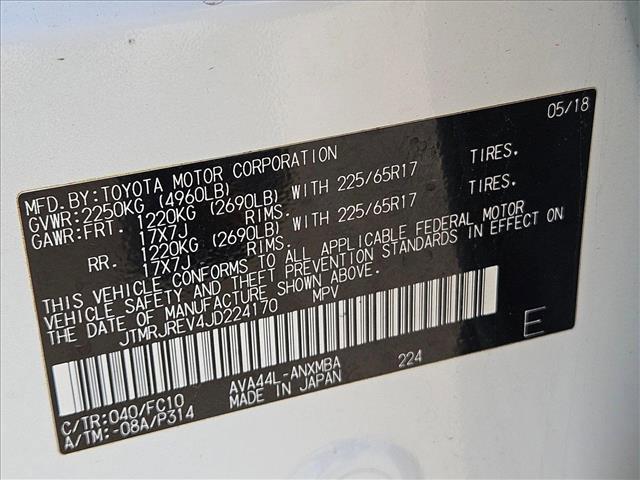 05/18
MFD.BY:TOYOTA MOTOR CORPORATION
GVWR:2250KG (4960LB)
GAWR:FRT. 1220KG (2690LB) WITH 225/65R17 TIRES.
17X7J RIMS.
RR. 1220KG (2690LB) WITH 225/65R17 TIRES.
17X7J RIMS.
THIS VEHICLE CONFORMS TO ALL APPLICABLE FEDERAL MOTOR
VEHICLE SAFETY AND THEFT PREVENTION STANDARDS IN EFFECT ON
THE DATE OF MANUFACTURE SHOWN ABOVE.
JTMRJREV4JD224170 MPV
E
C/TR:040/FC10 AVA44L-ANXMBA 224
A/TM:-08A/P314 MADE IN JAPAN